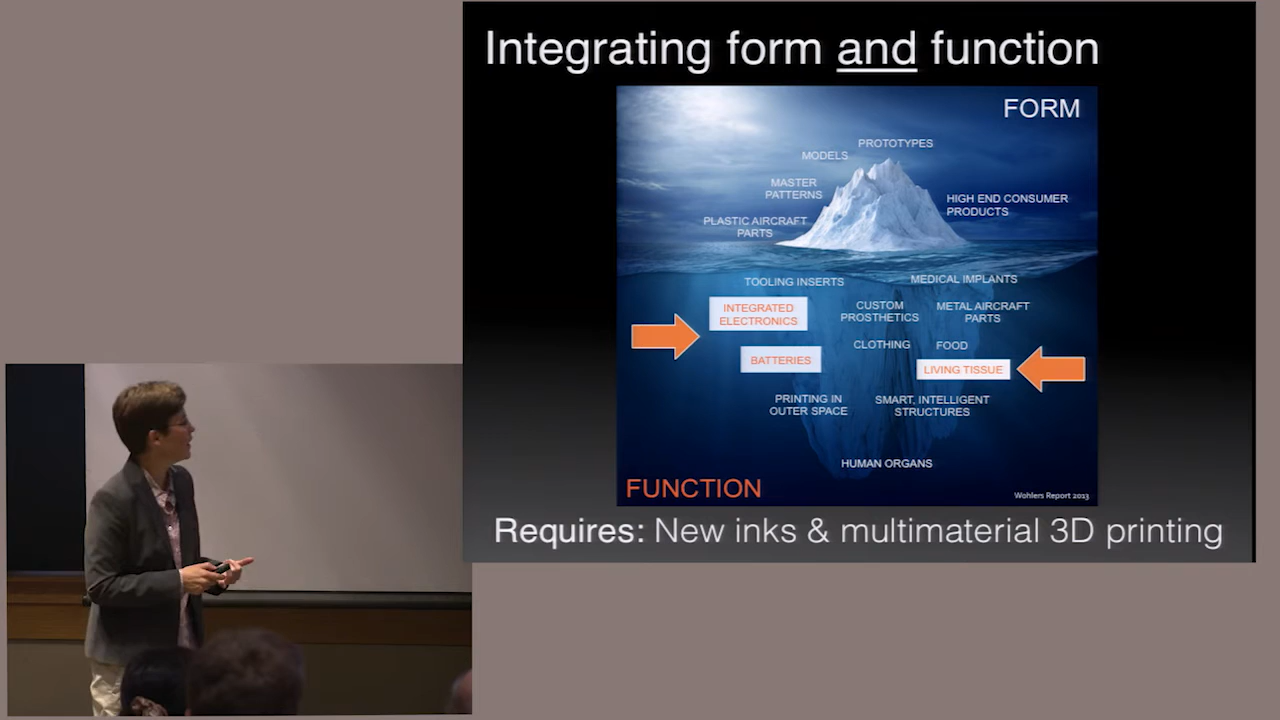 Integrating form and function
FORM
PROTOTYPES
MODELS
MASTER
PATTERNS
HIGH END CONSUMER
PRODUCTS
PLASTIC AIRCRAFT
PARTS
TOOLING INSERTS
MEDICAL IMPLANTS
INTEGRATED
ELECTRONICS
CUSTOM
PROSTHETICS
METAL AIRCRAFT
PARTS
CLOTHING
FOOD
BATTERIES
LIVING TISSUE
PRINTING IN
OUTER SPACE
SMART, INTELLIGENT
STRUCTURES
HUMAN ORGANS
FUNCTION
Wohlers Report 2013
Requires: New inks & multimaterial 3D printing